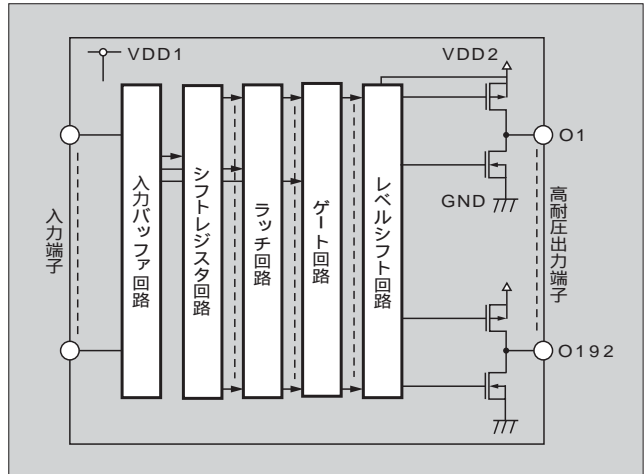 VDD1
VDD2
O1
GND
入力端子
入力バッファ回路
シフトレジスタ回路
ラッチ回路
ゲート回路
レベルシフト回路
高耐圧出力端子
O192